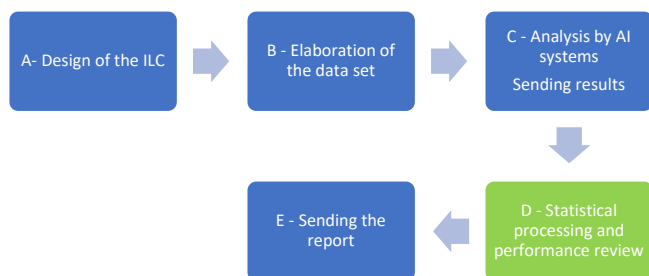 A- Design of the ILC
B - Elaboration of
the data set
C - Analysis by AI
systems
Sending results
D - Statistical
processing and
performance review
E - Sending the
report